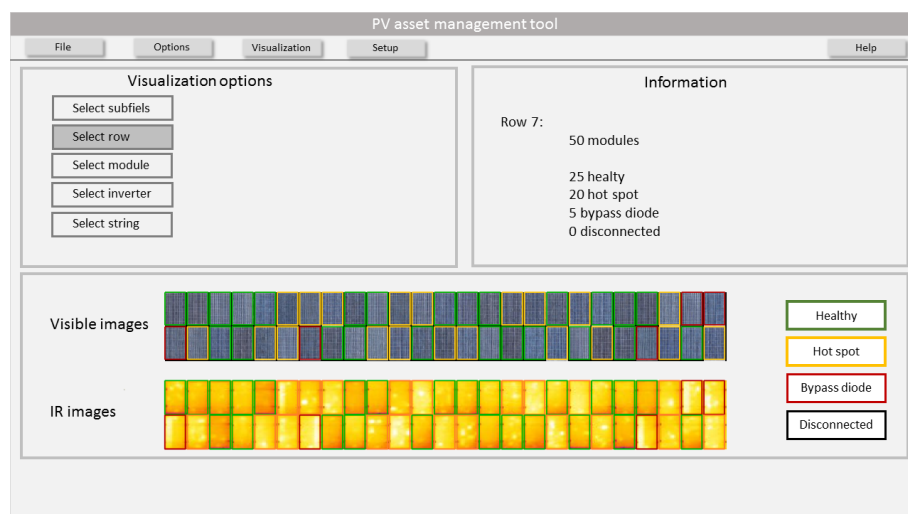 PV asset management tool
File Options Visualization Setup Help
Visualization options
Select subfiels
Select row
Select module
Select inverter
Select string
Information
Row 7:
50 modules
25 healty
20 hot spot
5 bypass diode
0 disconnected
Visible images
IR images
Healthy
Hot spot
Bypass diode
Disconnected